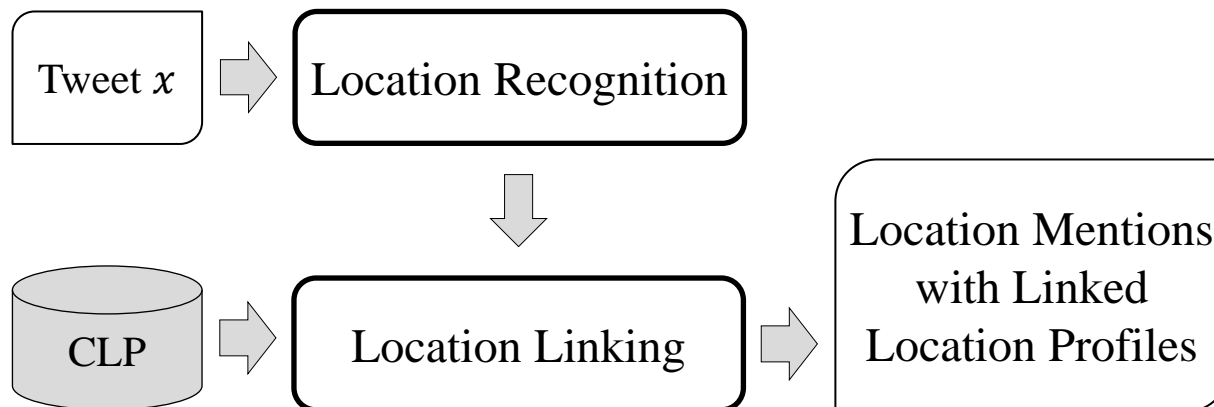 Tweet x
Location Recognition
CLP
Location Linking
Location Mentions
with Linked
Location Profiles